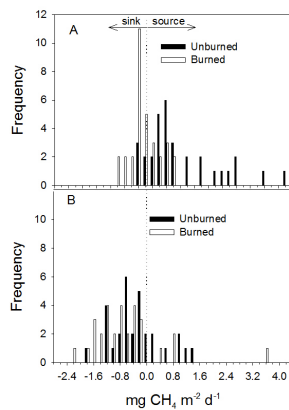 sink source
A
Unburned
Burned
Frequency
12
10
8
6
4
2
0
B
Unburned
Burned
Frequency
10
8
6
4
2
0
-2.4 -1.6 -0.8 0.0 0.8 1.6 2.4 3.2 4.0
mg CH4 m-2 d-1